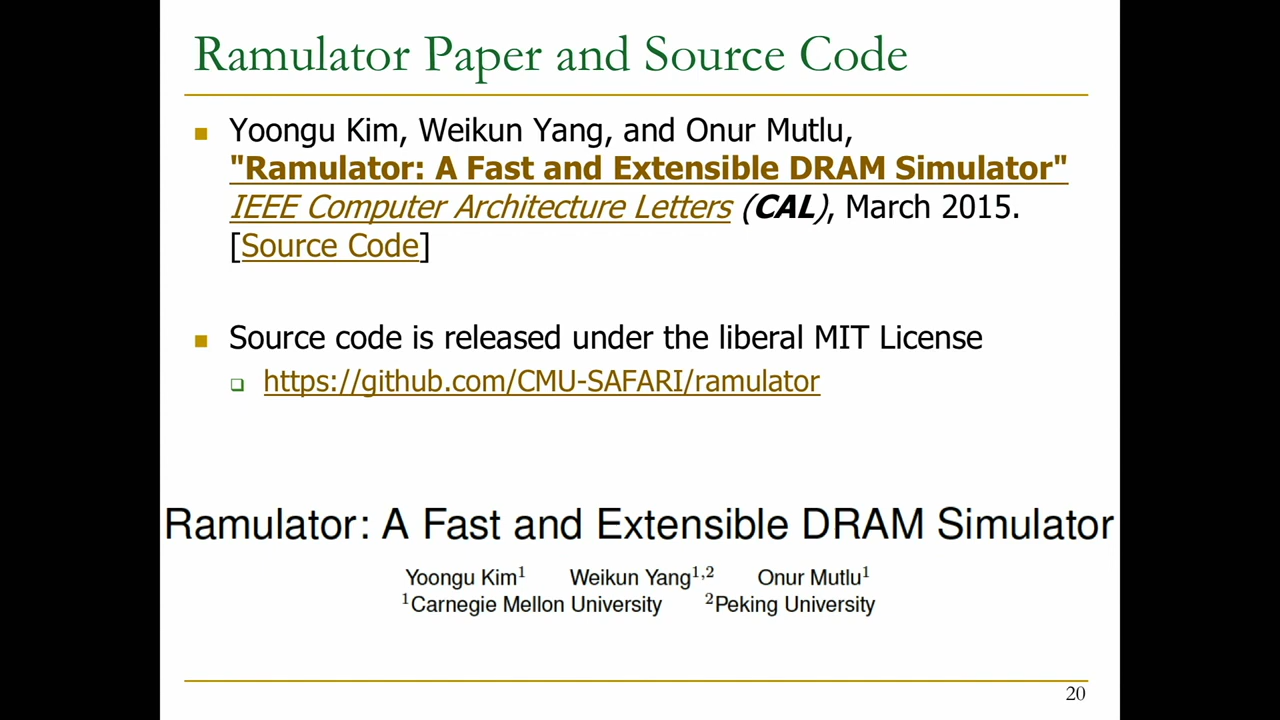 Ramulator Paper and Source Code
Yoongu Kim, Weikun Yang, and Onur Mutlu,
"Ramulator: A Fast and Extensible DRAM Simulator"
IEEE Computer Architecture Letters (CAL), March 2015.
[Source Code]
Source code is released under the liberal MIT License
https://github.com/CMU-SAFARI/ramulator
Ramulator: A Fast and Extensible DRAM Simulator
Yoongu Kim¹ Weikun Yang¹,² Onur Mutlu¹
¹Carnegie Mellon University ²Peking University
20